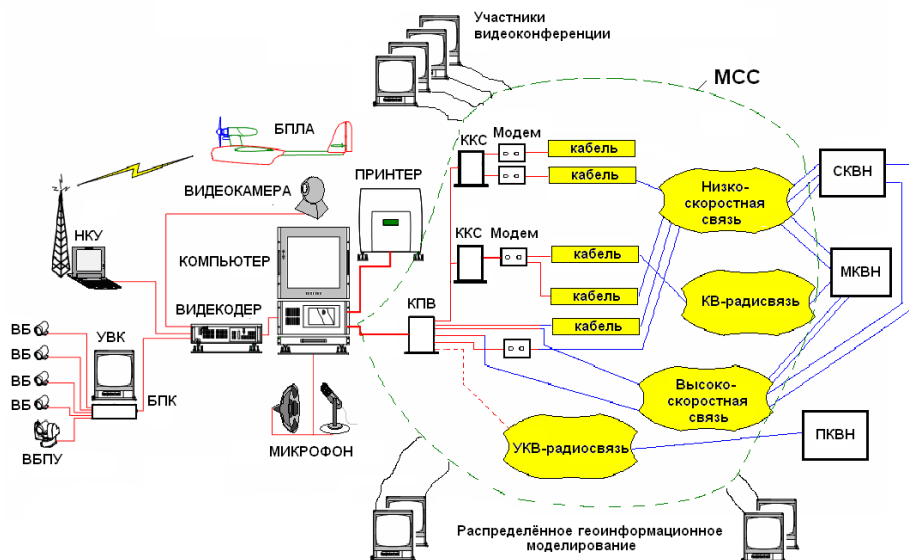 Участники
видеоконференции
МСС
БПЛА
ККС
Модем
кабель
кабель
ВИДЕОКАМЕРА
ПРИНТЕР
Низко-
скоростная
связь
СКВН
НКУ
КОМПЬЮТЕР
ККС
Модем
кабель
МКВН
ВИДЕКОДЕР
КПВ
кабель
КВ-радисвязь
кабель
ВБ
УВК
ВБ
ВБ
ВБ
БПК
Высоко-
скоростная
связь
ВБПУ
МИКРОФОН
УКВ-радиосвязь
ПКВН
Распределённое геоинформационное
моделирование